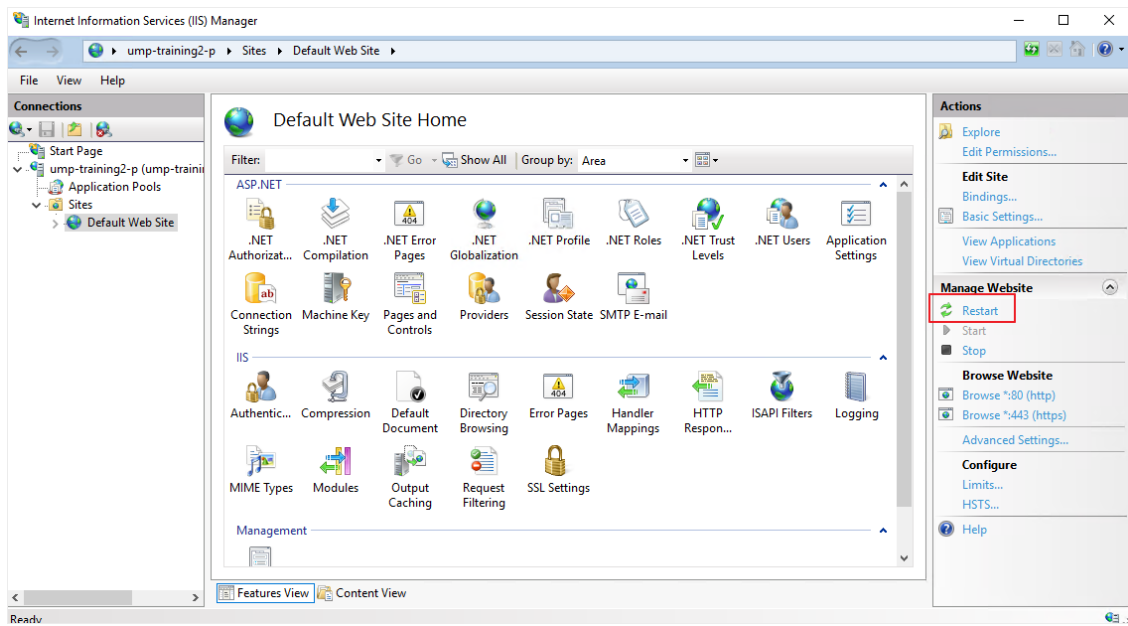 Internet Information Services (IIS) Manager
ump-training2-p Sites Default Web Site
File View Help
Connections
Start Page
ump-training2-p (ump-trainin
Application Pools
Sites
Default Web Site
Default Web Site Home
Filter: Go Show All Group by: Area
ASP.NET
.NET Authorizat...
.NET Compilation
.NET Error Pages
.NET Globalization
.NET Profile
.NET Roles
.NET Trust Levels
.NET Users
Application Settings
Connection Strings
Machine Key
Pages and Controls
Providers
Session State
SMTP E-mail
IIS
Authentic...
Compression
Default Document
Directory Browsing
Error Pages
Handler Mappings
HTTP Respon...
ISAPI Filters
Logging
MIME Types
Modules
Output Caching
Request Filtering
SSL Settings
Management
Features View Content View
Actions
Explore
Edit Permissions...
Edit Site
Bindings...
Basic Settings...
View Applications
View Virtual Directories
Manage Website
Restart
Start
Stop
Browse Website
Browse *:80 (http)
Browse *:443 (https)
Advanced Settings...
Configure
Limits...
HSTS...
Help
Ready